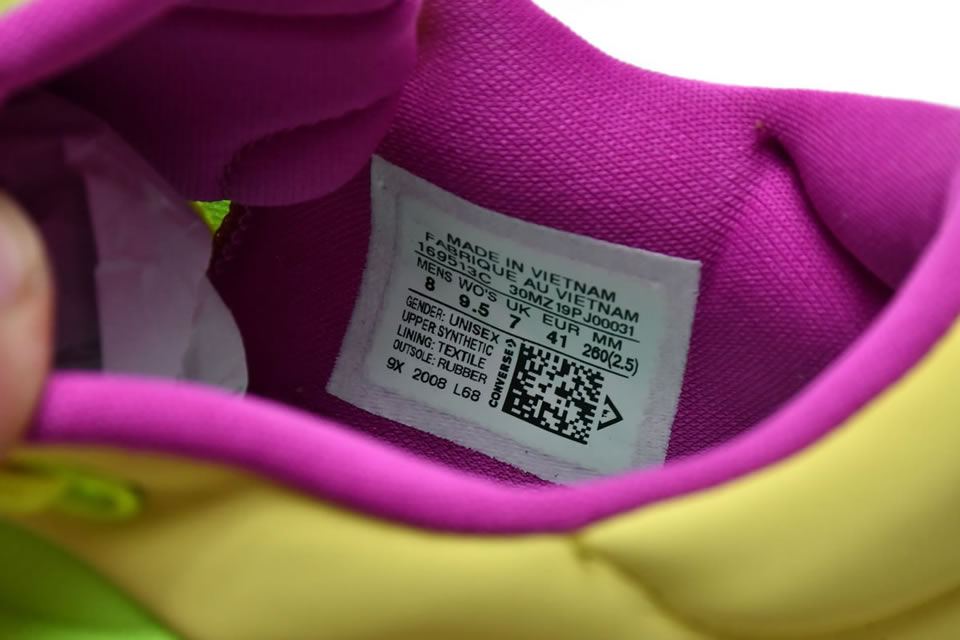 MADE IN VIETNAM
FABRIQUE AU VIETNAM
169513C 30MZ19PJ00031
MENS WO'S UK EUR MM
8 9.5 7 41 260(2.5)
GENDER: UNISEX
UPPER SYNTHETIC
LINING: TEXTILE
OUTSOLE: RUBBER
9X 2008 L68
CONVERSE